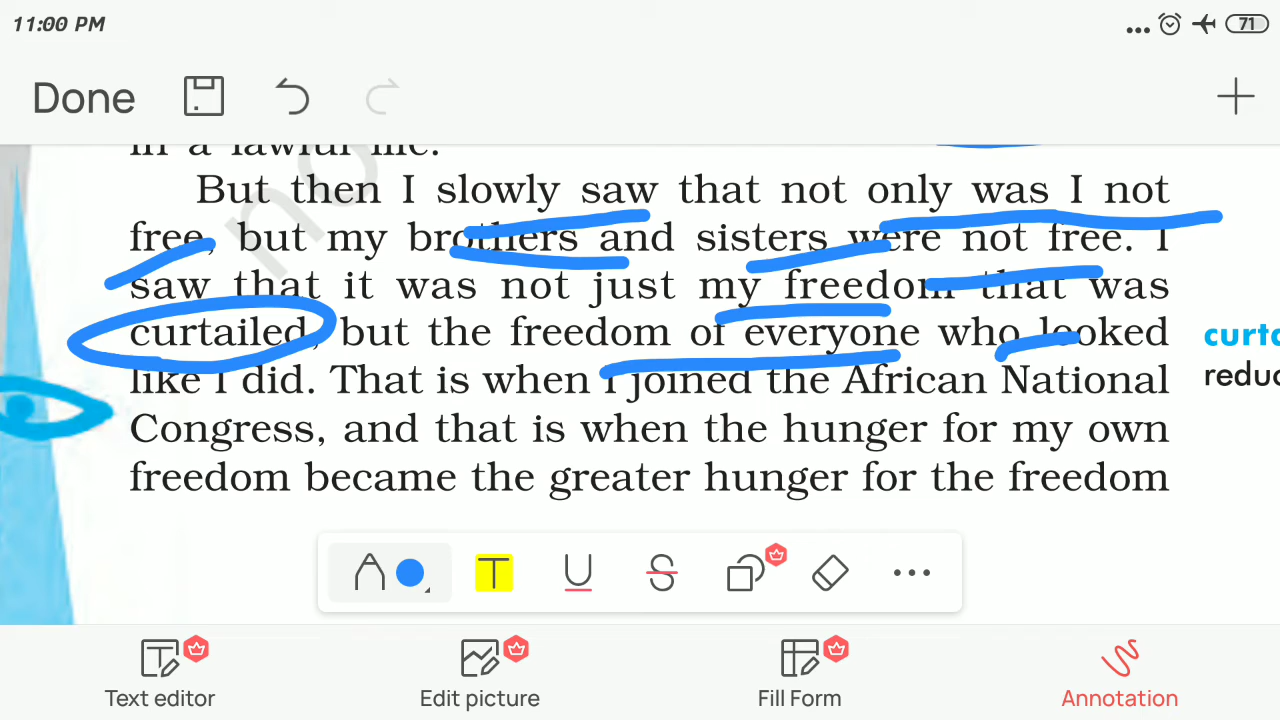 11:00 PM
71
Done
in a lawful life.
no
But then I slowly saw that not only was I not
free, but my brothers and sisters were not free. I
saw that it was not just my freedom that was
curtailed, but the freedom of everyone who looked
curta
like I did. That is when I joined the African National
reduc
Congress, and that is when the hunger for my own
freedom became the greater hunger for the freedom
T
U
S
Text editor
Edit picture
Fill Form
Annotation